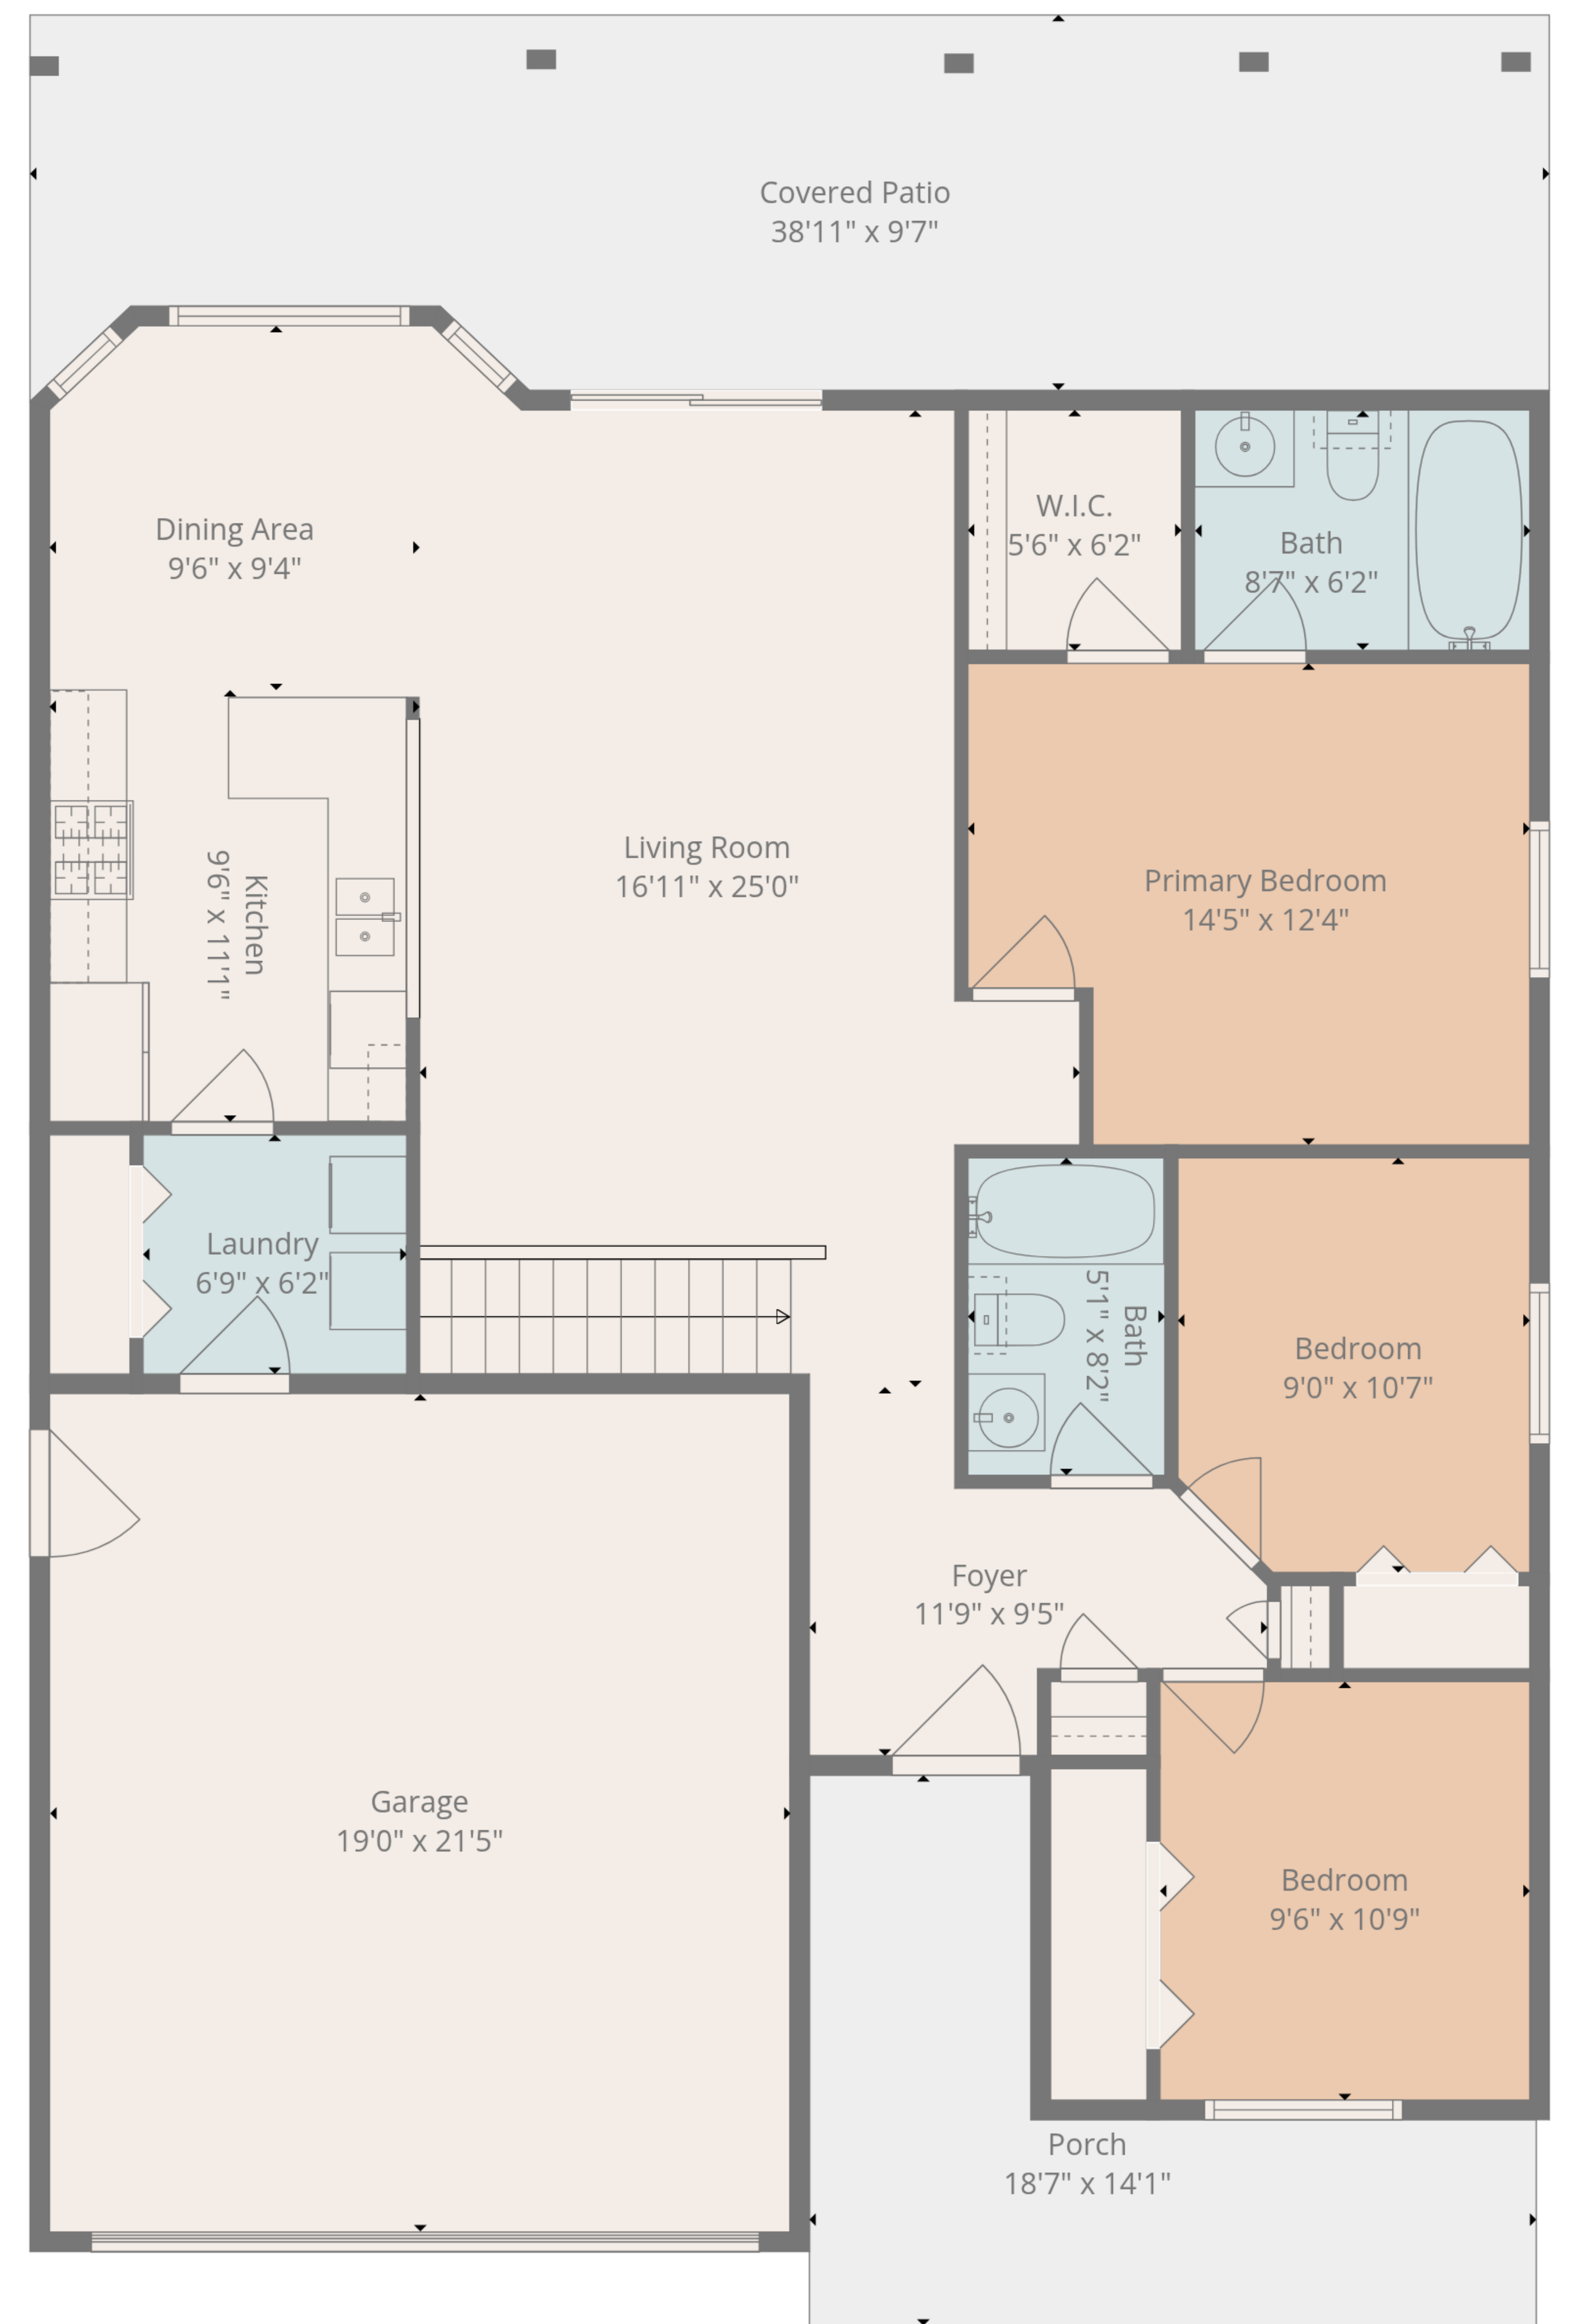 Covered Patio
38'11" x 9'7"
Dining Area
9'6" x 9'4"
W.I.C.
5'6" x 6'2"
Bath
8'7" x 6'2"
Living Room
16'11" x 25'0"
Primary Bedroom
14'5" x 12'4"
Kitchen
9'6" x 11'1"
Laundry
6'9" x 6'2"
Bath
5'1" x 8'2"
Bedroom
9'0" x 10'7"
Foyer
11'9" x 9'5"
Garage
19'0" x 21'5"
Bedroom
9'6" x 10'9"
Porch
18'7" x 14'1"